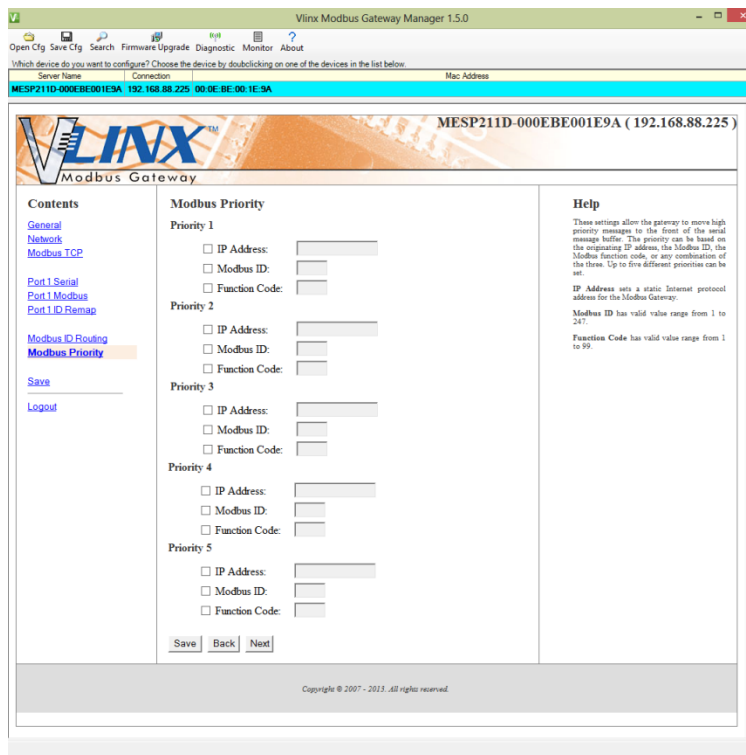 Vlinx Modbus Gateway Manager 1.5.0
Open Cfg Save Cfg Search Firmware Upgrade Diagnostic Monitor About
Which device do you want to configure? Choose the device by doubclicking on one of the devices in the list below.
Server Name Connection Mac Address
MESP211D-000EBE001E9A 192.168.88.225 00:0E:BE:00:1E:9A
MESP211D-000EBE001E9A ( 192.168.88.225 )
VLINX TM
Modbus Gateway
Contents
General
Network
Modbus TCP
Port 1 Serial
Port 1 Modbus
Port 1 ID Remap
Modbus ID Routing
Modbus Priority
Save
Logout
Modbus Priority
Priority 1
IP Address:
Modbus ID:
Function Code:
Priority 2
IP Address:
Modbus ID:
Function Code:
Priority 3
IP Address:
Modbus ID:
Function Code:
Priority 4
IP Address:
Modbus ID:
Function Code:
Priority 5
IP Address:
Modbus ID:
Function Code:
Save Back Next
Help
These settings allow the gateway to move high
priority messages to the front of the serial
message buffer. The priority can be based on
the originating IP address, the Modbus ID, the
Modbus function code, or any combination of
the three. Up to five different priorities can be
set.
IP Address sets a static Internet protocol
address for the Modbus Gateway.
Modbus ID has valid value range from 1 to
247.
Function Code has valid value range from 1
to 99.
Copyright © 2007 - 2013. All rights reserved.